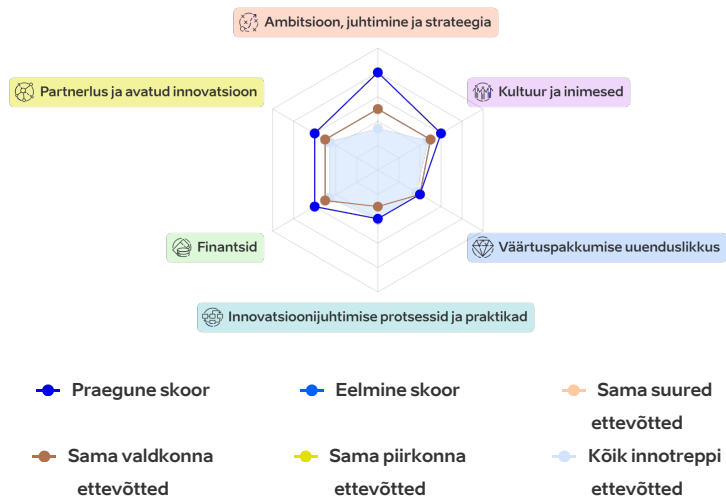 Ambitsioon, juhtimine ja strateegia
Partnerlus ja avatud innovatsioon
Kultuur ja inimesed
Finantsid
Väärtuspakkumise uuenduslikkus
Innovatsioonijuhtimise protsessid ja praktikad
Praegune skoor
Eelmine skoor
Sama suured
ettevõtted
Sama valdkonna
ettevõtted
Sama piirkonna
ettevõtted
Kõik innotreppi
ettevõtted